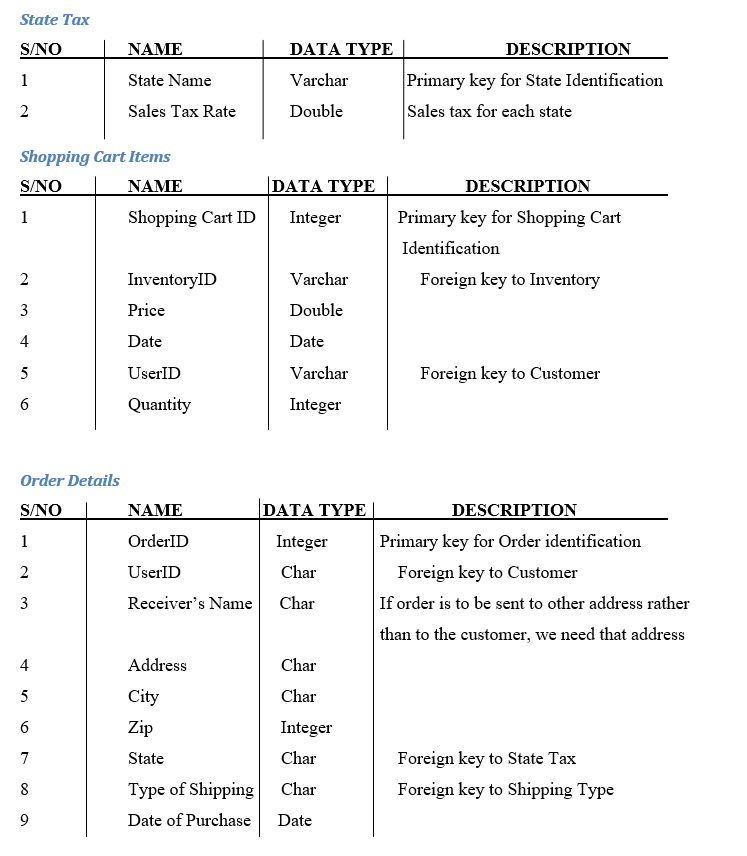 State Tax
S/NO NAME DATA TYPE DESCRIPTION
1 State Name Varchar Primary key for State Identification
2 Sales Tax Rate Double Sales tax for each state
Shopping Cart Items
S/NO NAME DATA TYPE DESCRIPTION
1 Shopping Cart ID Integer Primary key for Shopping Cart
Identification
2 InventoryID Varchar Foreign key to Inventory
3 Price Double
4 Date Date
5 UserID Varchar Foreign key to Customer
6 Quantity Integer
Order Details
S/NO NAME DATA TYPE DESCRIPTION
1 OrderID Integer Primary key for Order identification
2 UserID Char Foreign key to Customer
3 Receiver’s Name Char If order is to be sent to other address rather
than to the customer, we need that address
4 Address Char
5 City Char
6 Zip Integer
7 State Char Foreign key to State Tax
8 Type of Shipping Char Foreign key to Shipping Type
9 Date of Purchase Date